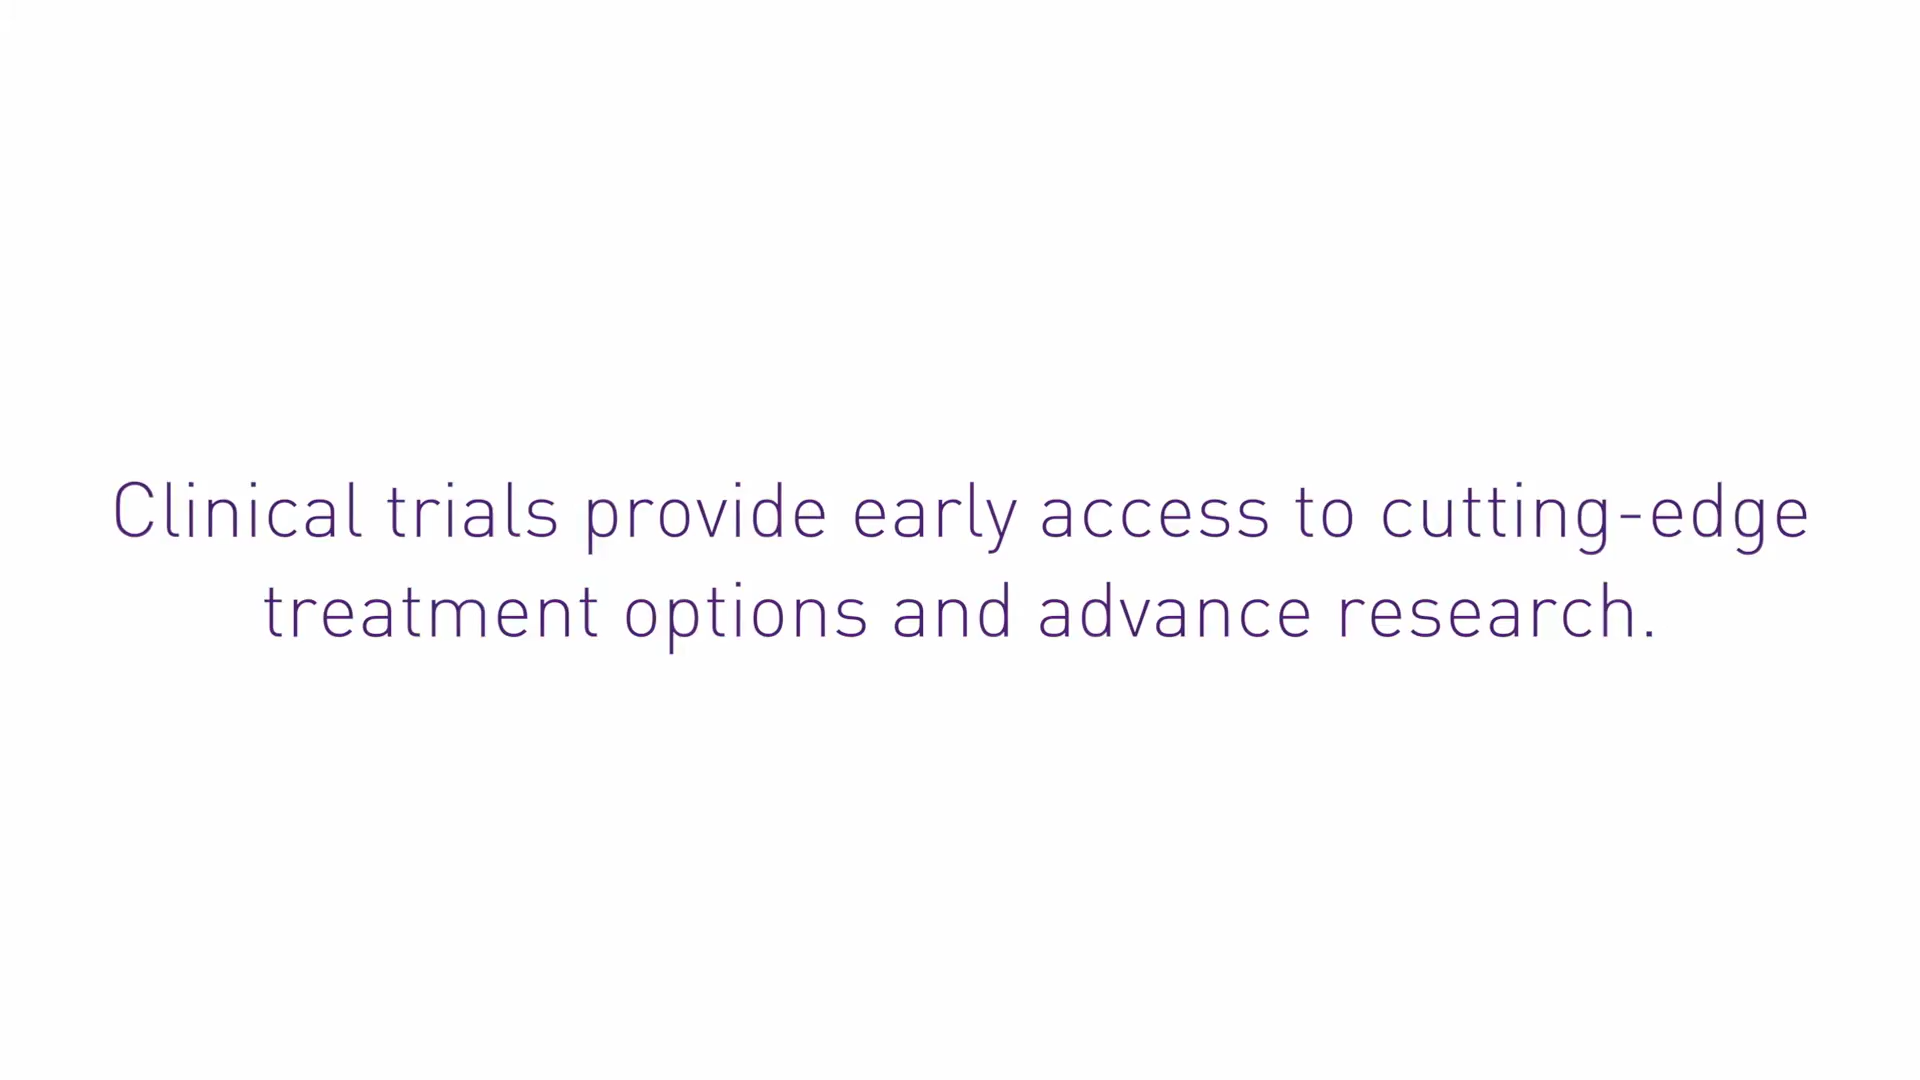 Clinical trials provide early access to cutting-edge
treatment options and advance research.